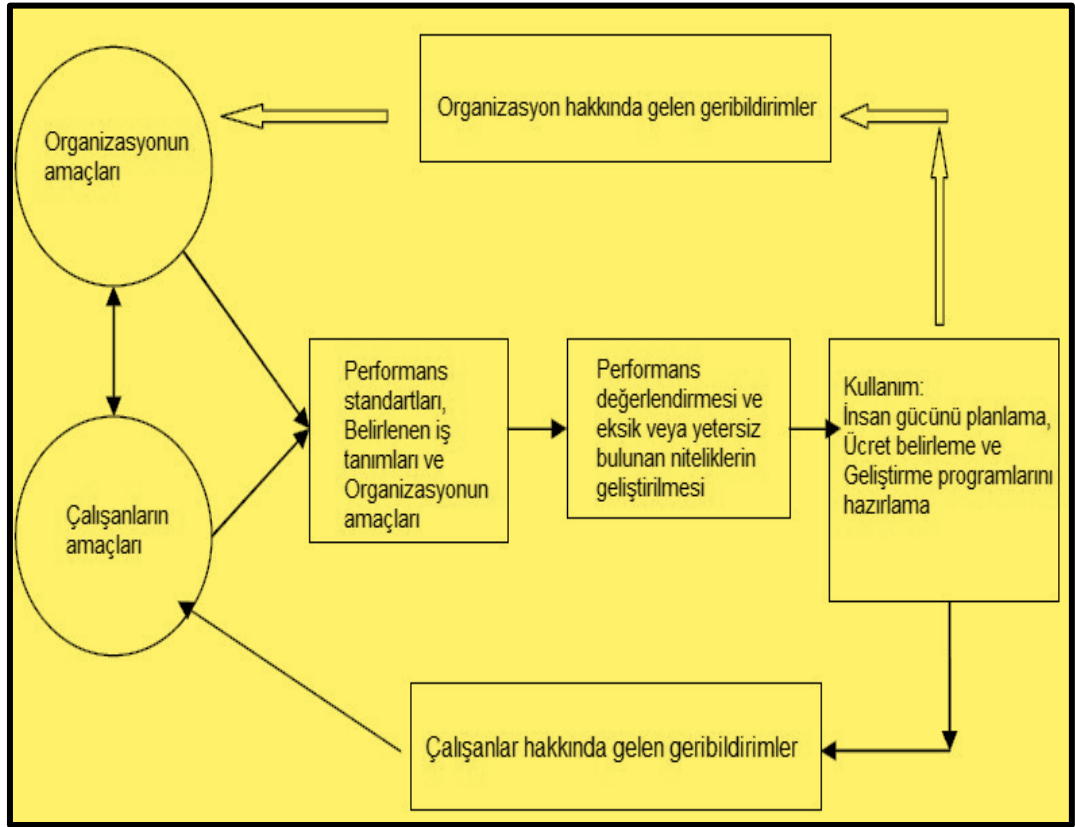 Organizasyon hakkında gelen geribildirimler
Organizasyonun
amaçları
Çalışanların
amaçları
Performans
standartları,
Belirlenen iş
tanımları ve
Organizasyonun
amaçları
Performans
değerlendirmesi ve
eksik veya yetersiz
bulunan niteliklerin
geliştirilmesi
Kullanım:
İnsan gücünü planlama,
Ücret belirleme ve
Geliştirme programlarını
hazırlama
Çalışanlar hakkında gelen geribildirimler